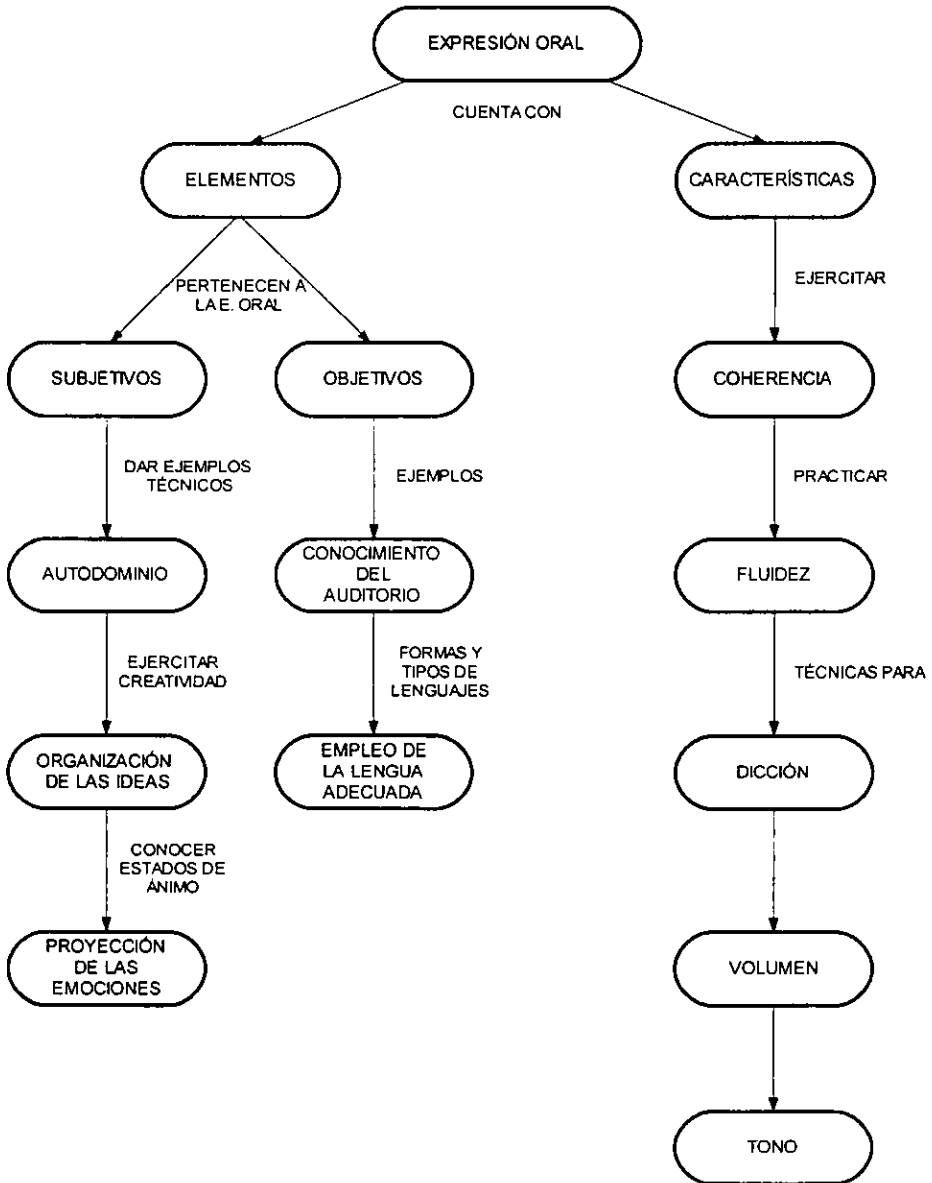 EXPRESIÓN ORAL
CUENTA CON
ELEMENTOS
CARACTERÍSTICAS
PERTENECEN A
LA E. ORAL
EJERCITAR
SUBJETIVOS
OBJETIVOS
COHERENCIA
DAR EJEMPLOS
TÉCNICOS
EJEMPLOS
PRACTICAR
AUTODOMINIO
CONOCIMIENTO
DEL
AUDITORIO
FLUIDEZ
EJERCITAR
CREATIVIDAD
FORMAS Y
TIPOS DE
LENGUAJES
TÉCNICAS PARA
ORGANIZACIÓN
DE LAS IDEAS
EMPLEO DE
LA LENGUA
ADECUADA
DICCIÓN
CONOCER
ESTADOS DE
ÁNIMO
PROYECCIÓN
DE LAS
EMOCIONES
VOLUMEN
TONO